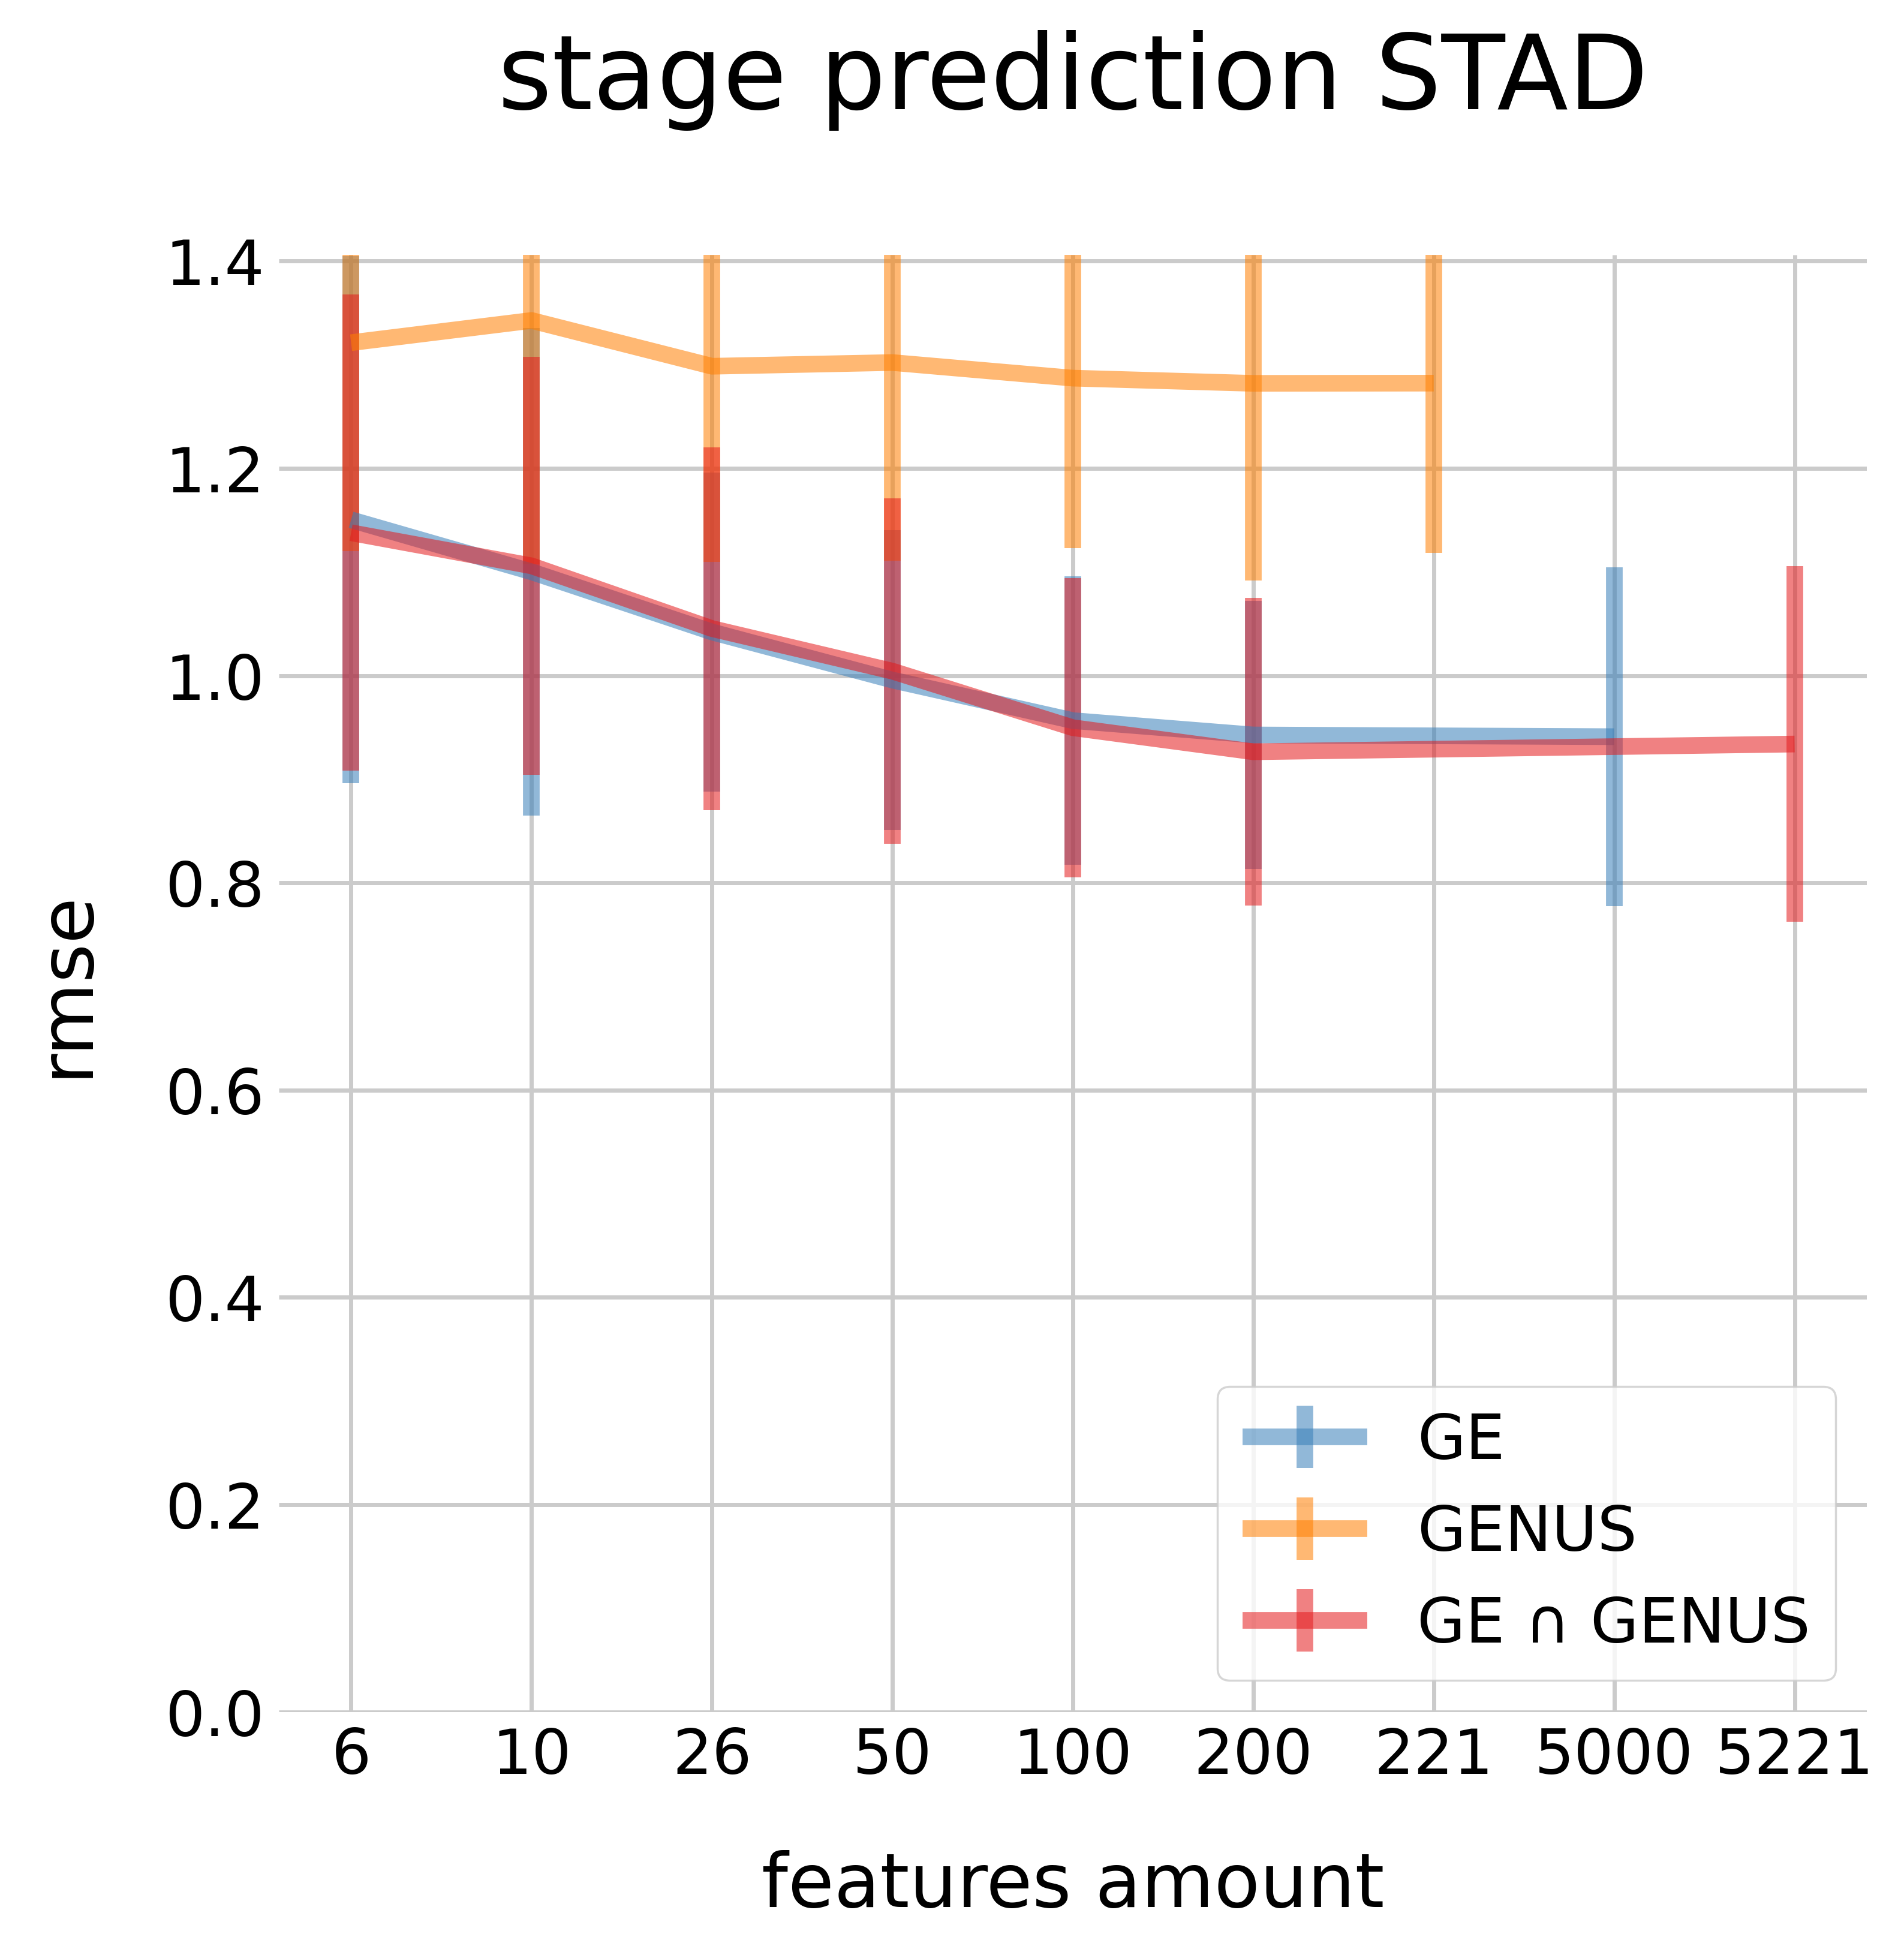 stage prediction STAD
1.4
1.2
1.0
0.8
0.6
0.4
0.2
0.0
rmse
GE
GENUS
GE ∩ GENUS
6 10 26 50 100 200 221 5000 5221
features amount